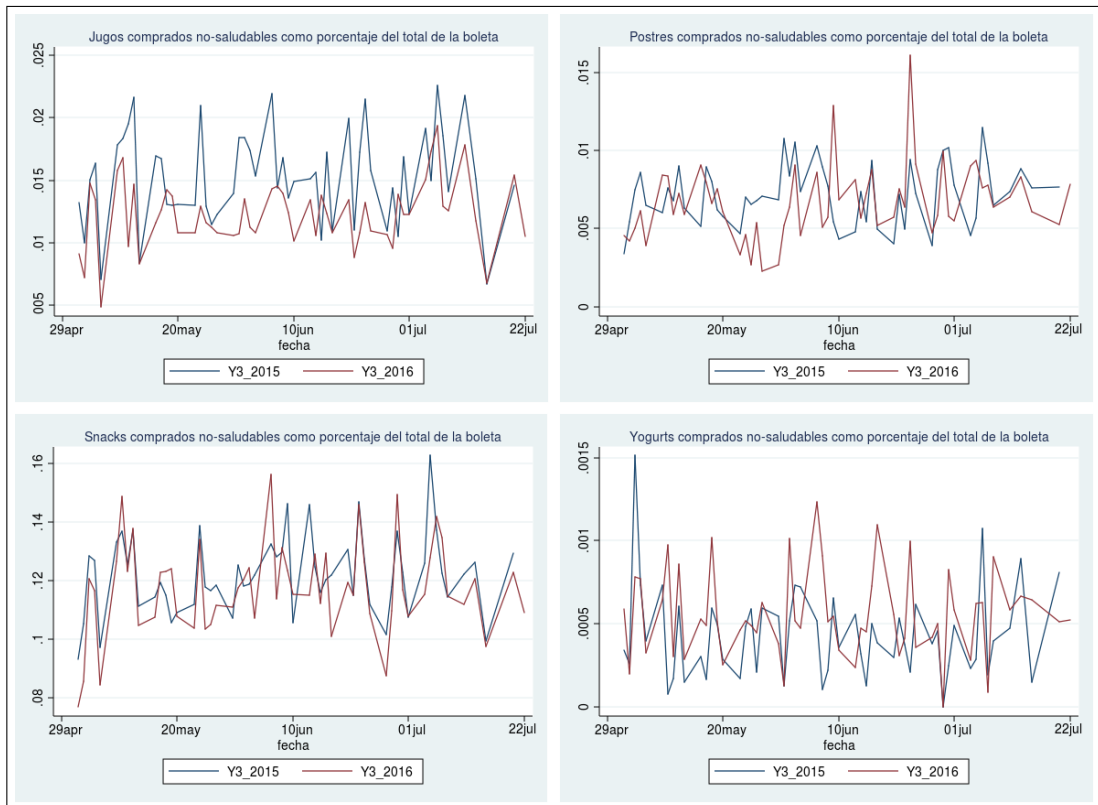 Jugos comprados no-saludables como porcentaje del total de la boleta
.025
.02
.015
.01
005
29apr 20may 10jun 01jul 22jul
fecha
Y3_2015 Y3_2016
Postres comprados no-saludables como porcentaje del total de la boleta
.015
.01
.005
0
29apr 20may 10jun 01jul 22jul
fecha
Y3_2015 Y3_2016
Snacks comprados no-saludables como porcentaje del total de la boleta
.16
.14
.12
.1
.08
29apr 20may 10jun 01jul 22jul
fecha
Y3_2015 Y3_2016
Yogurts comprados no-saludables como porcentaje del total de la boleta
.0015
.001
.0005
0
29apr 20may 10jun 01jul 22jul
fecha
Y3_2015 Y3_2016